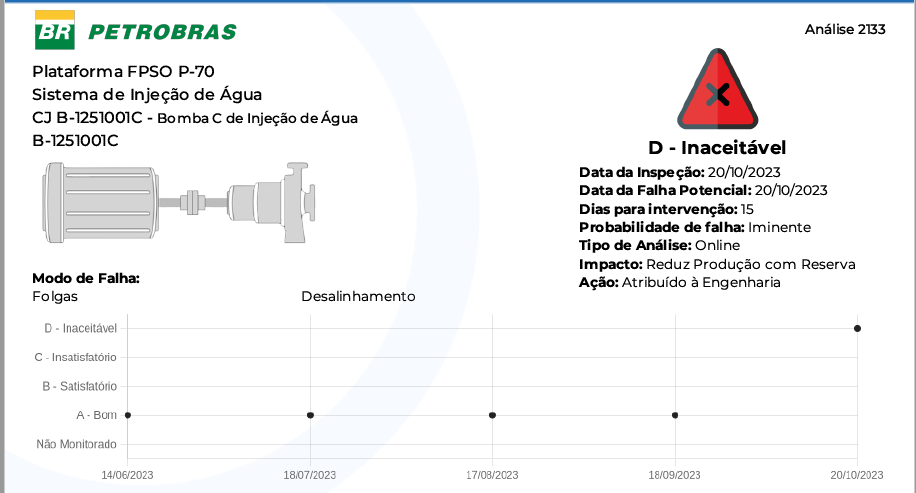 BR PETROBRAS
Análise 2133
Plataforma FPSO P-70
Sistema de Injeção de Água
CJ B-1251001C - Bomba C de Injeção de Água
B-1251001C
D - Inaceitável
Data da Inspeção: 20/10/2023
Data da Falha Potencial: 20/10/2023
Dias para intervenção: 15
Probabilidade de falha: Iminente
Tipo de Análise: Online
Impacto: Reduz Produção com Reserva
Ação: Atribuído à Engenharia
Modo de Falha:
Folgas
Desalinhamento
D - Inaceitável
C - Insatisfatório
B - Satisfatório
A - Bom
Não Monitorado
14/06/2023 18/07/2023 17/08/2023 18/09/2023 20/10/2023